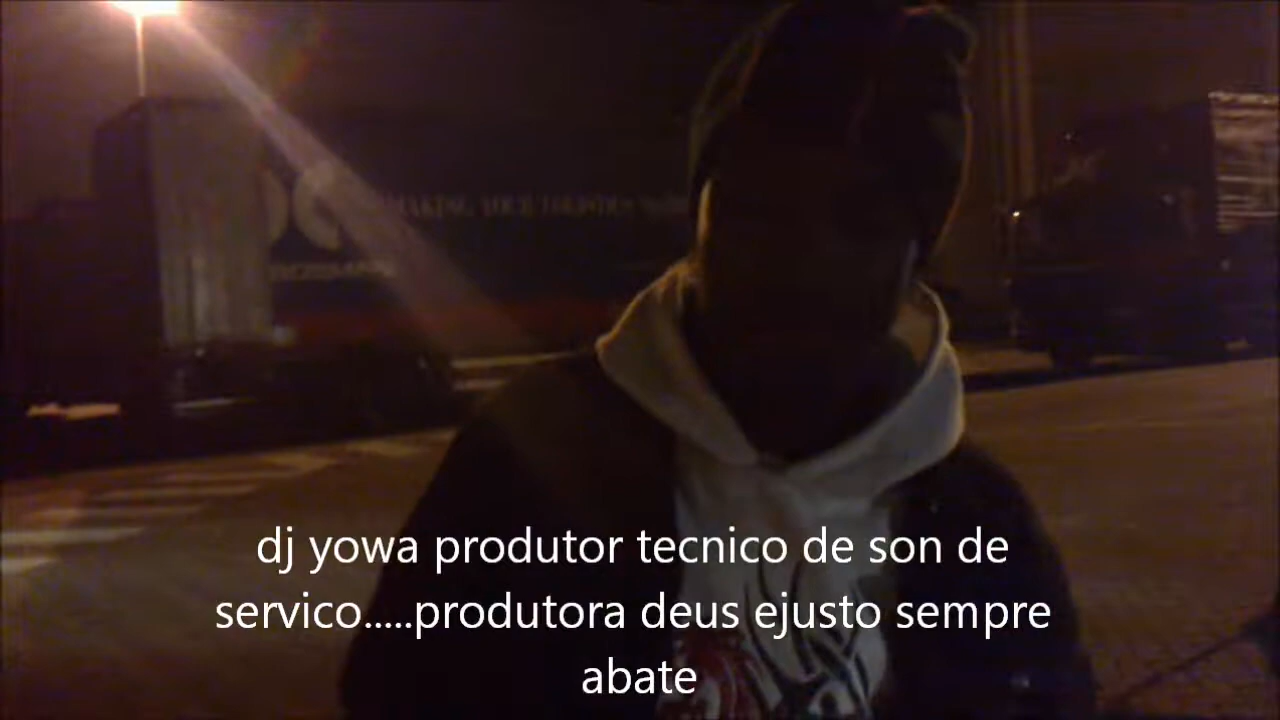 dj yowa produtor tecnico de son de
servico.....produtora deus ejusto sempre
abate